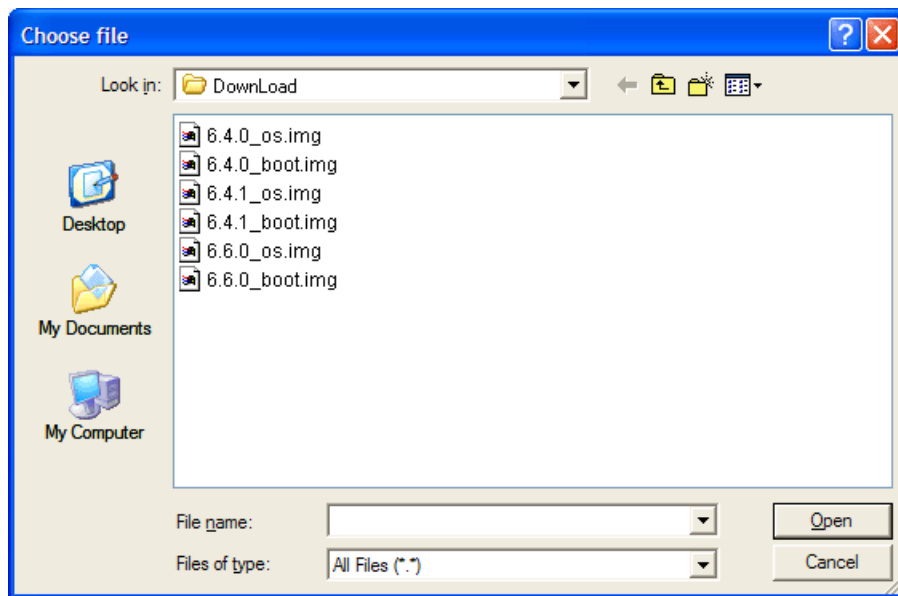 Choose file
Look in:
DownLoad
6.4.0_os.img
6.4.0_boot.img
6.4.1_os.img
6.4.1_boot.img
6.6.0_os.img
6.6.0_boot.img
Desktop
My Documents
My Computer
File name:
Open
Files of type:
All Files (*.*)
Cancel